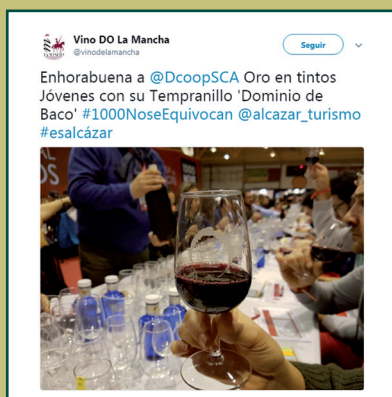 Vino DO La Mancha
@vinodelamancha
Seguir
Enhorabuena a @DcoopSCA Oro en tintos
Jóvenes con su Tempranillo 'Dominio de
Baco' #1000NoseEquivocan @alcazar_turismo
#esalcázar